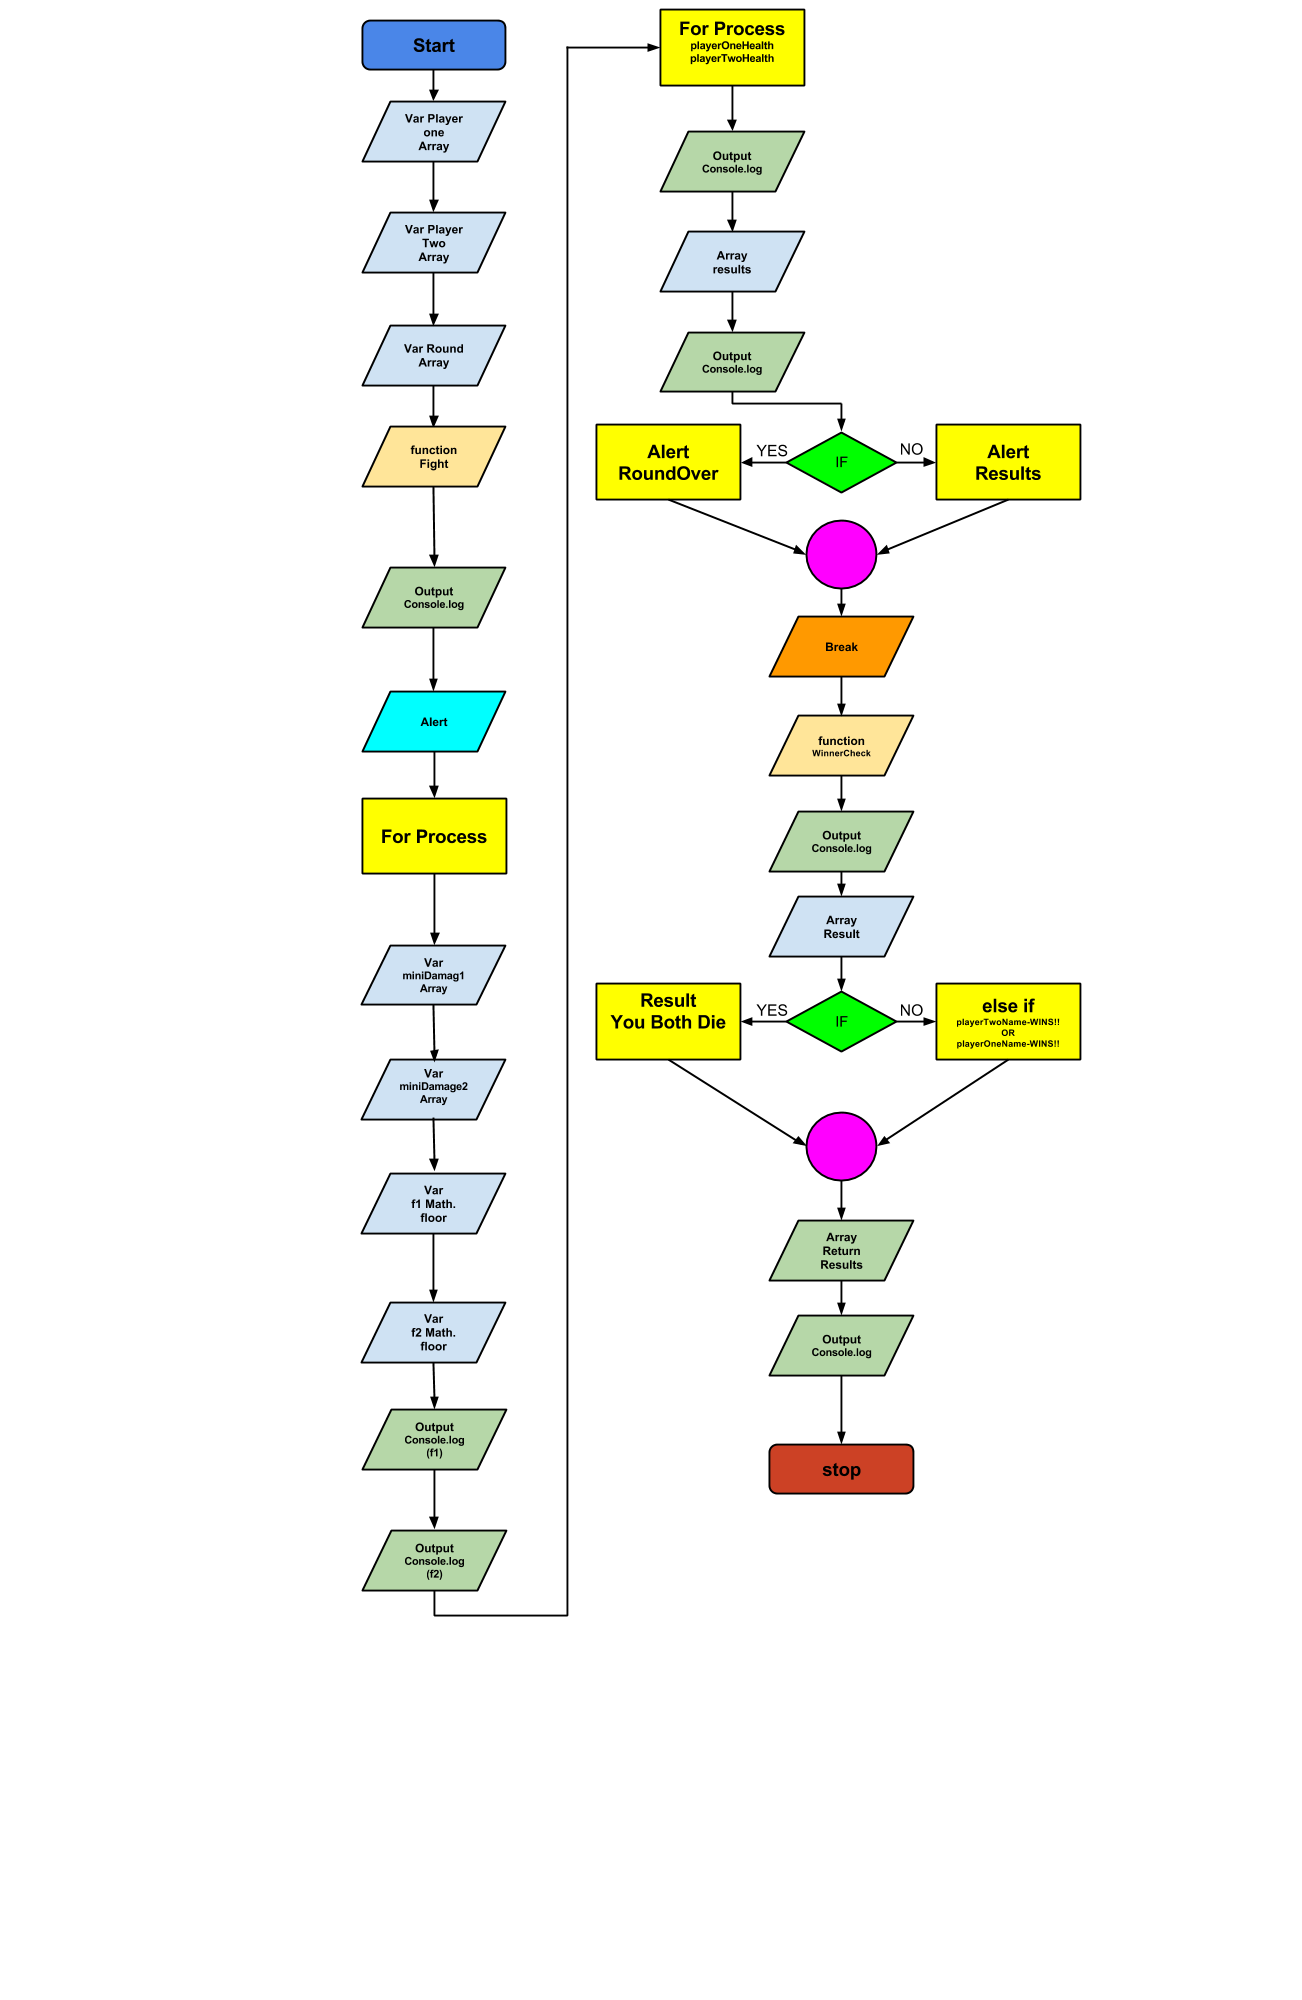 Start
Var Player
one
Array
Var Player
Two
Array
Var Round
Array
function
Fight
Output
Console.log
Alert
For Process
Var
miniDamag1
Array
Var
miniDamage2
Array
Var
f1 Math.
floor
Var
f2 Math.
floor
Output
Console.log
(f1)
Output
Console.log
(f2)
For Process
playerOneHealth
playerTwoHealth
Output
Console.log
Array
results
Output
Console.log
IF
YES
NO
Alert
RoundOver
Alert
Results
Break
function
WinnerCheck
Output
Console.log
Array
Result
IF
YES
NO
Result
You Both Die
else if
playerTwoName-WINS!!
OR
playerOneName-WINS!!
Array
Return
Results
Output
Console.log
stop